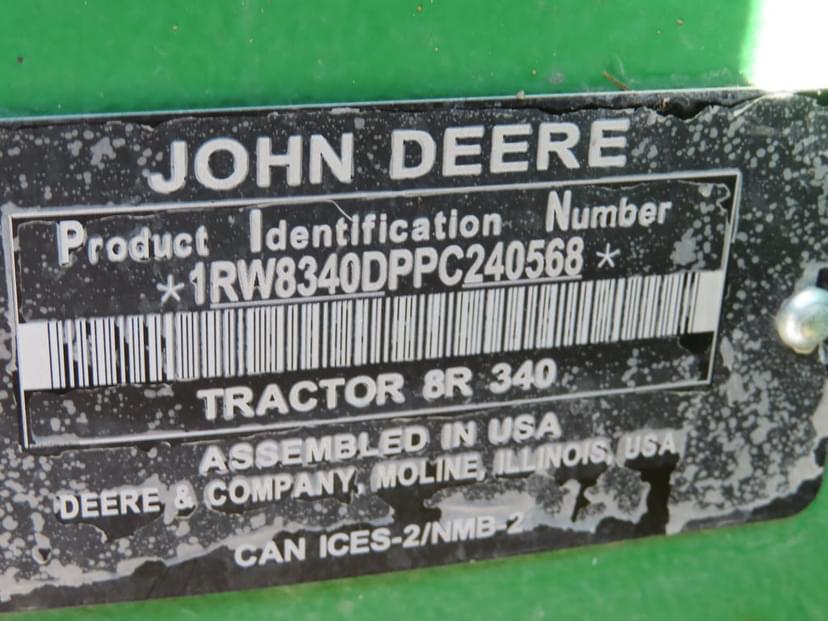 JOHN DEERE
Product Identification Number
*1RW8340DPPC240568*
TRACTOR 8R 340
ASSEMBLED IN USA
DEERE & COMPANY, MOLINE, ILLINOIS, USA
CAN ICES-2/NMB-2